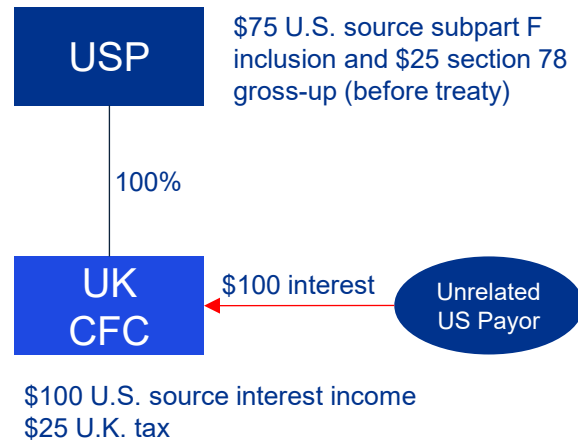 USP
$75 U.S. source subpart F
inclusion and $25 section 78
gross-up (before treaty)
100%
UK
CFC
$100 interest
Unrelated
US Payor
$100 U.S. source interest income
$25 U.K. tax